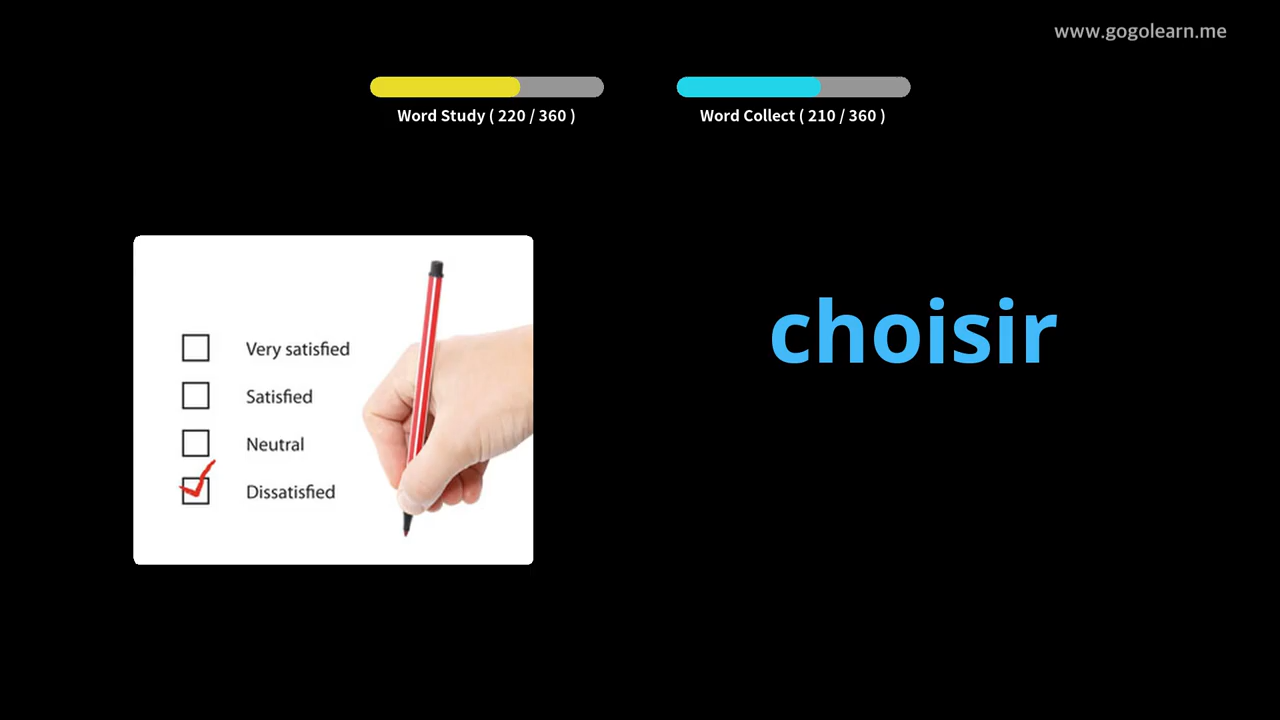 www.gogolearn.me
Word Study ( 220 / 360 )
Word Collect ( 210 / 360 )
Very satisfied
Satisfied
Neutral
Dissatisfied
choisir